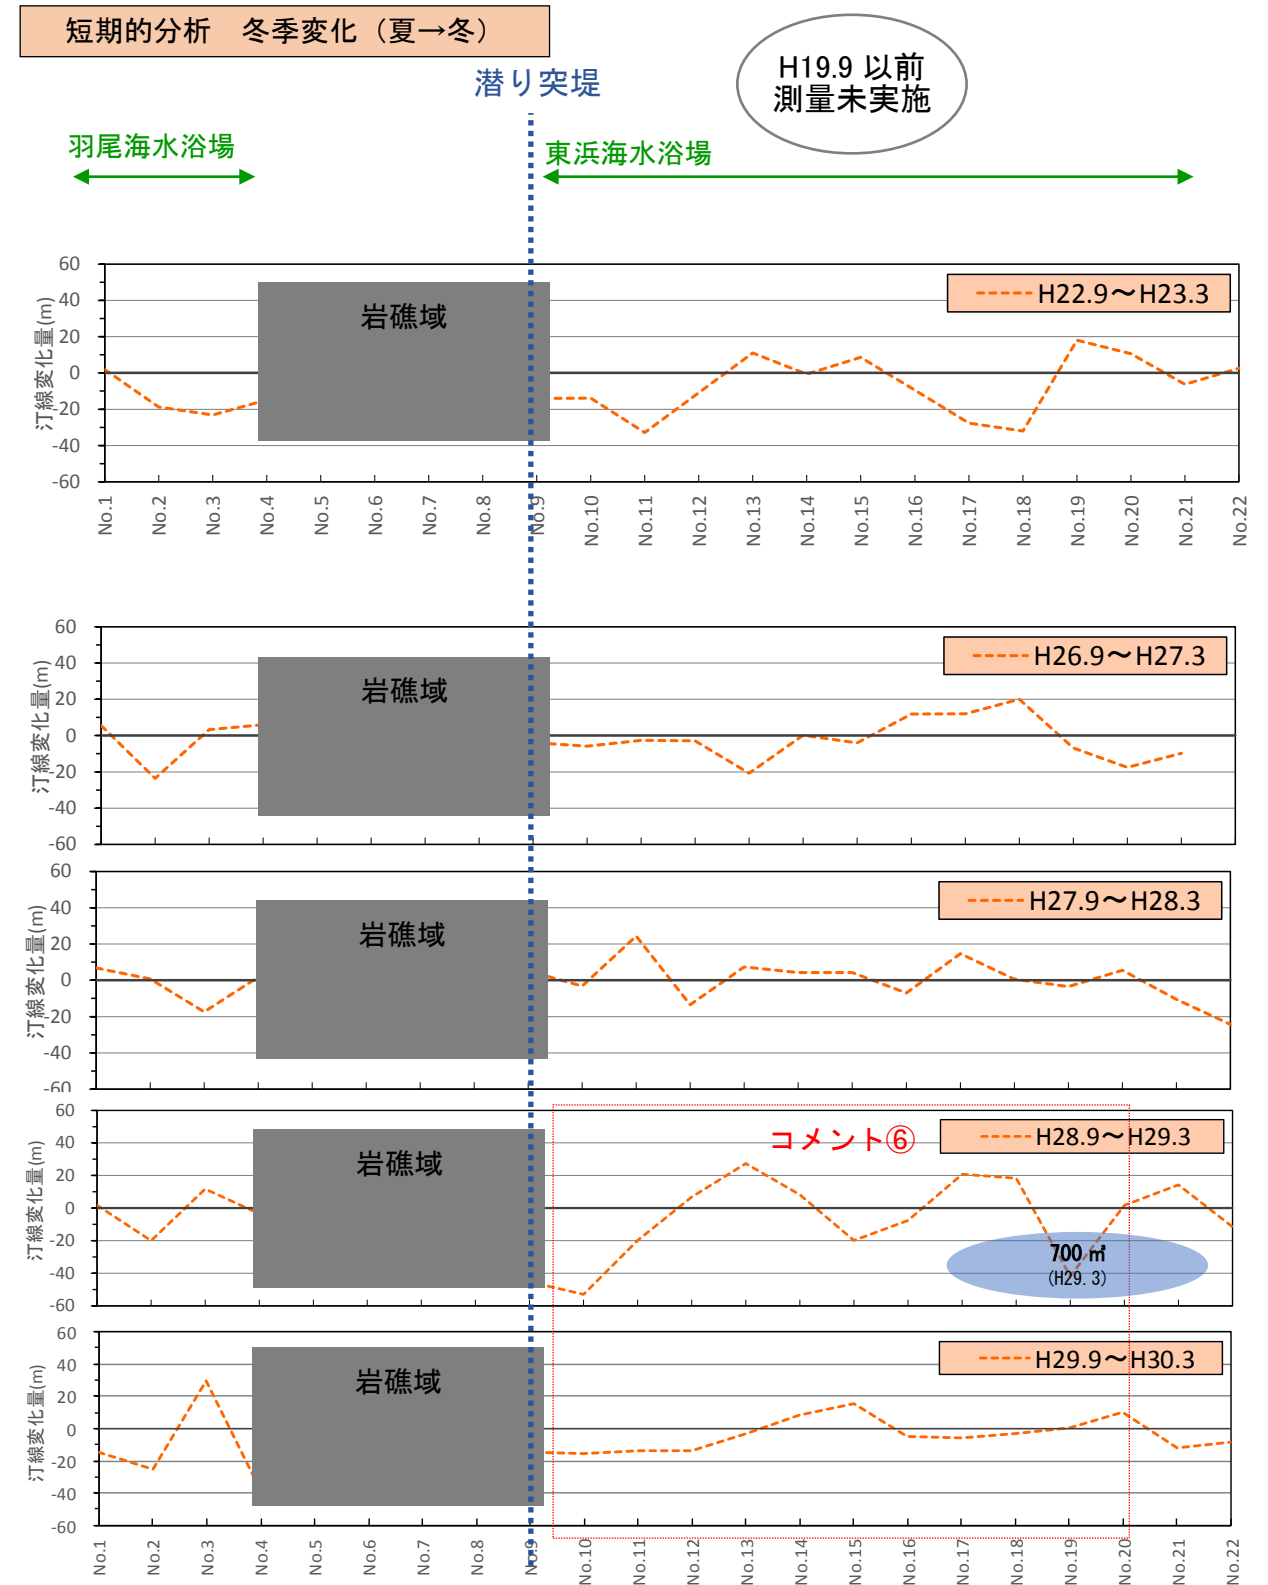 短期的分析　冬季変化（夏→冬）
潜り突堤
H19.9 以前
測量未実施
羽尾海水浴場
東浜海水浴場
汀線変化量(m)
60
40
20
0
-20
-40
-60
岩礁域
H22.9～H23.3
No.1
No.2
No.3
No.4
No.5
No.6
No.7
No.8
No.9
No.10
No.11
No.12
No.13
No.14
No.15
No.16
No.17
No.18
No.19
No.20
No.21
No.22
汀線変化量(m)
60
40
20
0
-20
-40
-60
岩礁域
H26.9～H27.3
汀線変化量(m)
60
40
20
0
-20
-40
-60
岩礁域
H27.9～H28.3
汀線変化量(m)
60
40
20
0
-20
-40
-60
岩礁域
コメント⑥
H28.9～H29.3
700 ㎥
(H29.3)
汀線変化量(m)
60
40
20
0
-20
-40
-60
岩礁域
H29.9～H30.3
No.1
No.2
No.3
No.4
No.5
No.6
No.7
No.8
No.9
No.10
No.11
No.12
No.13
No.14
No.15
No.16
No.17
No.18
No.19
No.20
No.21
No.22